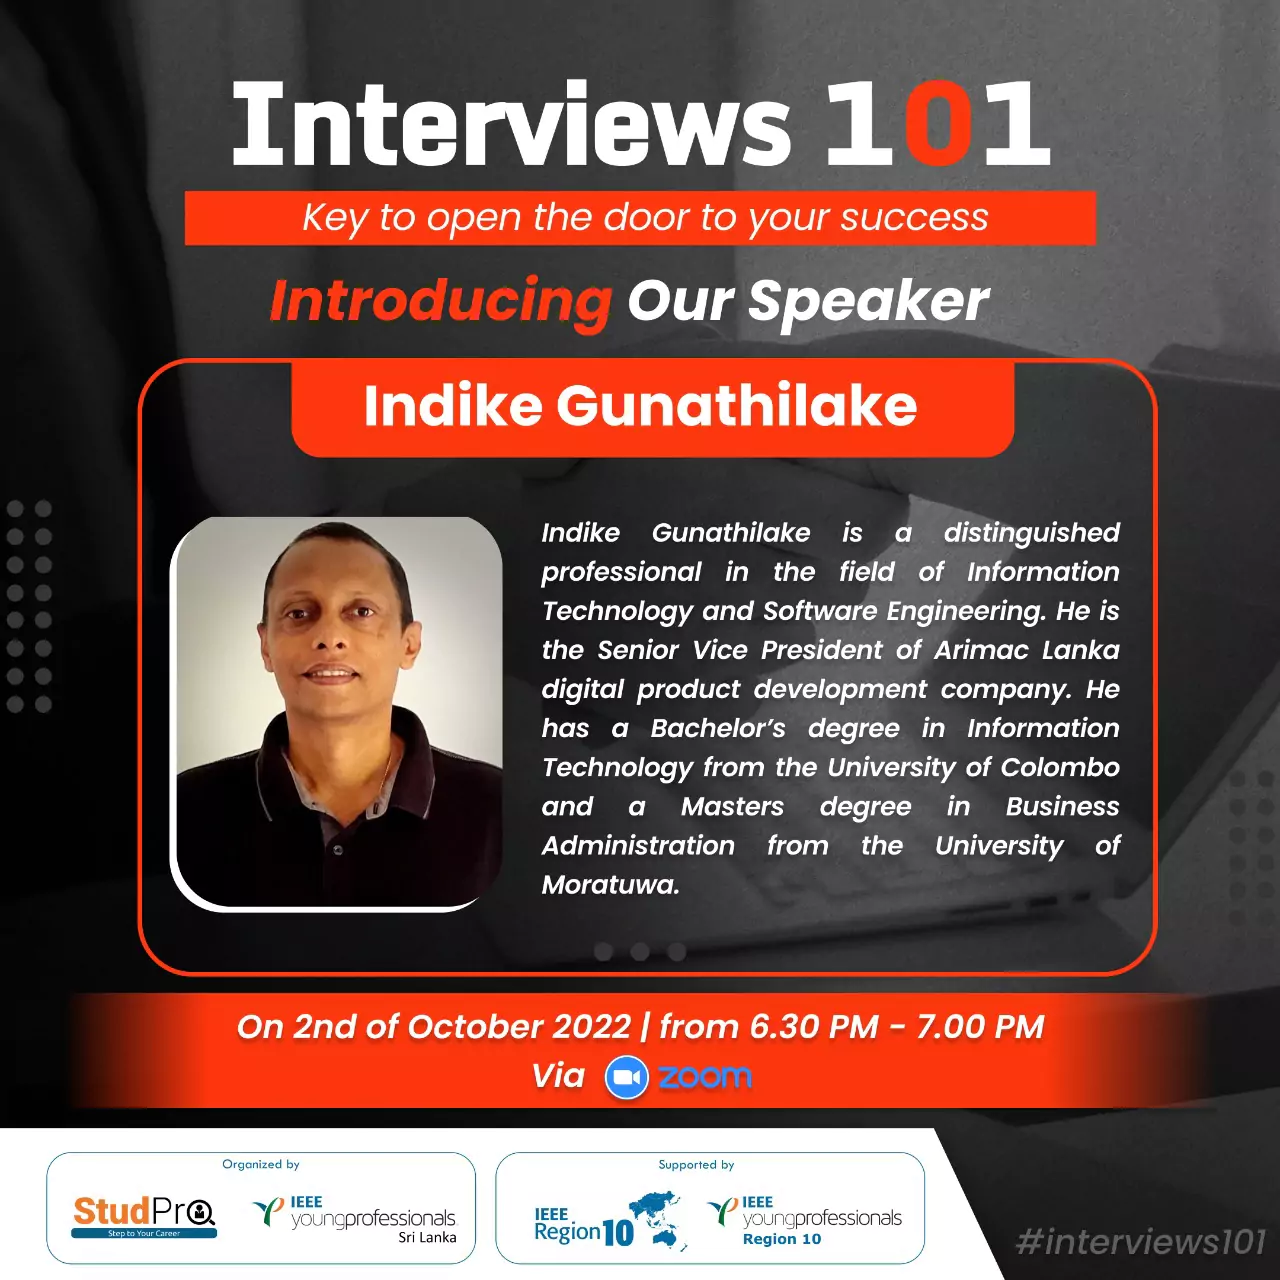 Interviews 101
Key to open the door to your success
Introducing Our Speaker
Indike Gunathilake
Indike Gunathilake is a distinguished
professional in the field of Information
Technology and Software Engineering. He is
the Senior Vice President of Arimac Lanka
digital product development company. He
has a Bachelor’s degree in Information
Technology from the University of Colombo
and a Masters degree in Business
Administration from the University of
Moratuwa.
On 2nd of October 2022 | from 6.30 PM - 7.00 PM
Via zoom
Organized by
StudPro
Step to Your Career
IEEE
youngprofessionals
Sri Lanka
Supported by
IEEE
Region 10
IEEE
youngprofessionals
Region 10
#interviews101